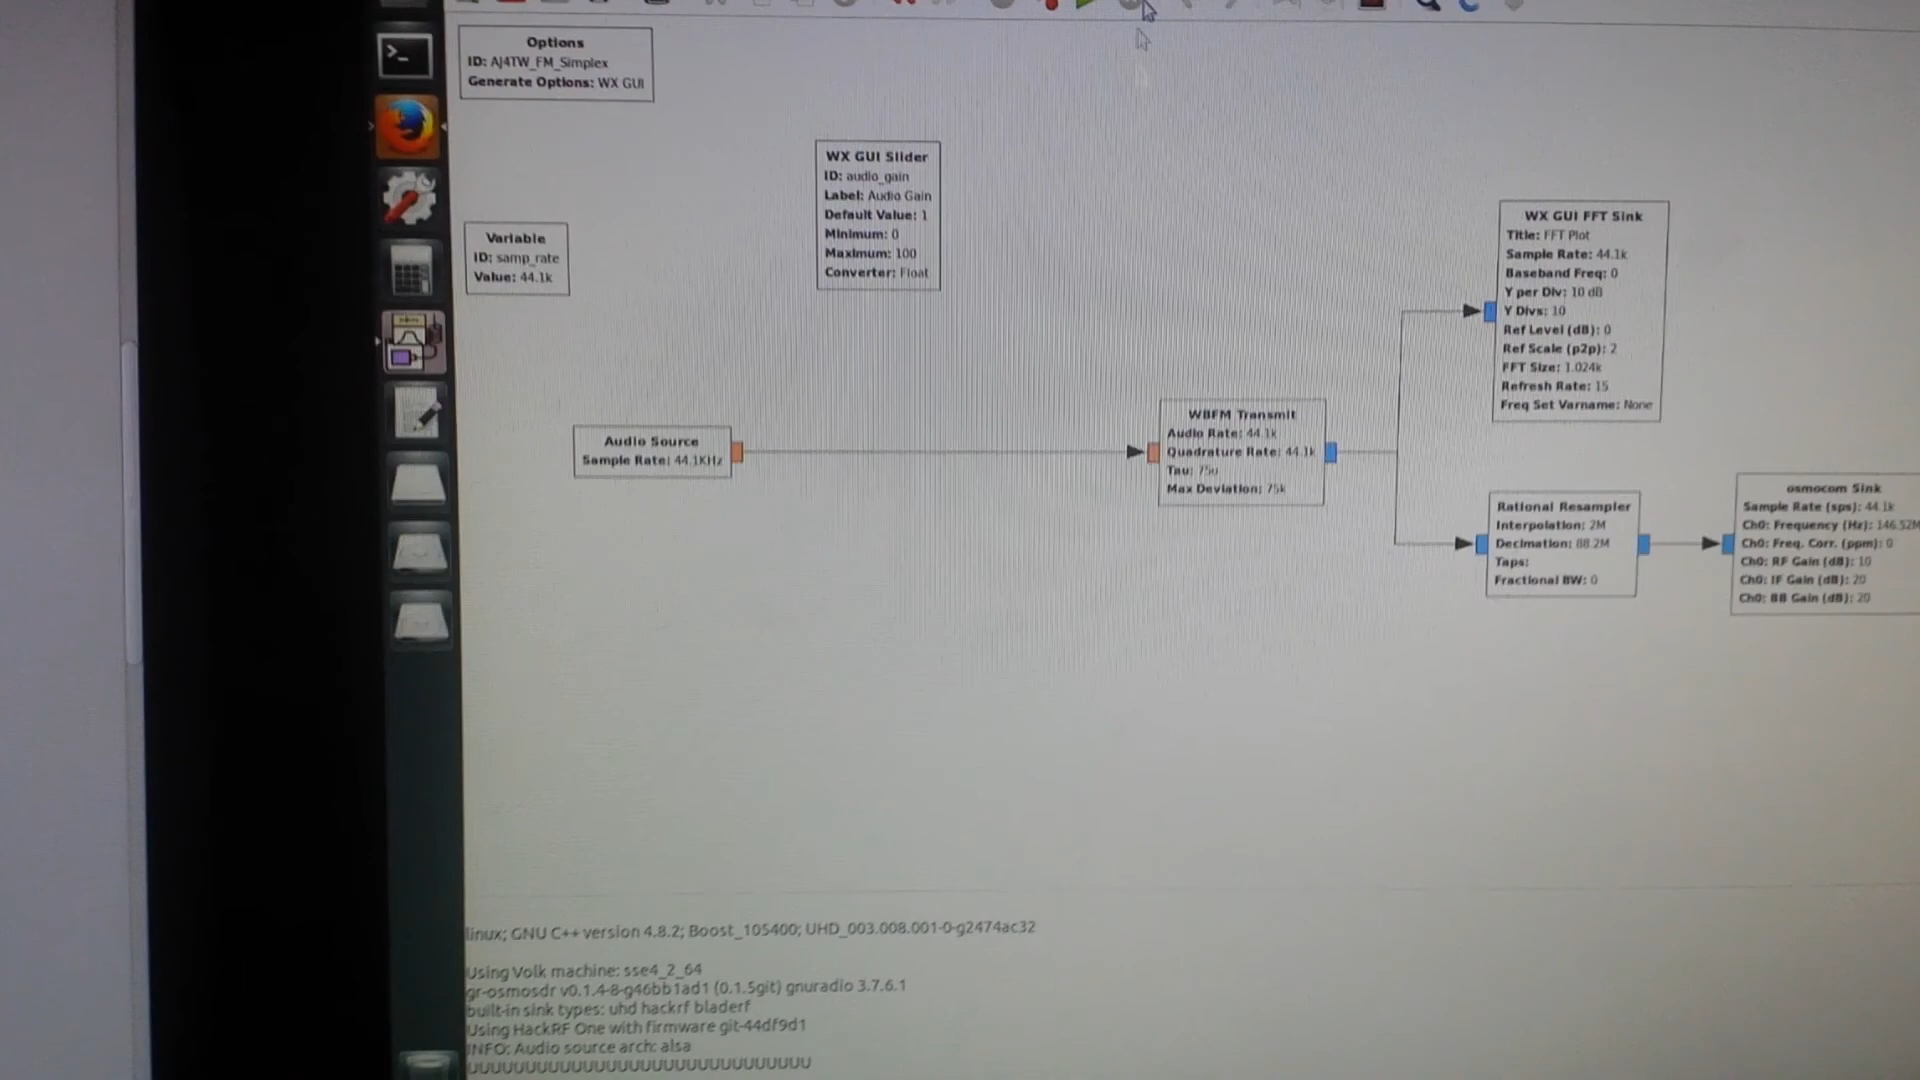 Options
ID: AJ4TW_FM_Simplex
Generate Options: WX GUI
WX GUI Slider
ID: audio_gain
Label: Audio Gain
Default Value: 1
Minimum: 0
Maximum: 100
Converter: Float
Variable
ID: samp_rate
Value: 44.1k
WX GUI FFT Sink
Title: FFT Plot
Sample Rate: 44.1k
Baseband Freq: 0
Y per Div: 10 dB
Y Divs: 10
Ref Level (dB): 0
Ref Scale (p2p): 2
FFT Size: 1.024k
Refresh Rate: 15
Freq Set Varname: None
Audio Source
Sample Rate: 44.1KHz
WBFM Transmit
Audio Rate: 44.1k
Quadrature Rate: 44.1k
Tau: 75u
Max Deviation: 75k
Rational Resampler
Interpolation: 2M
Decimation: 88.2M
Taps:
Fractional BW: 0
osmocom Sink
Sample Rate (sps): 44.1k
Ch0: Frequency (Hz): 146.52M
Ch0: Freq. Corr. (ppm): 0
Ch0: RF Gain (dB): 10
Ch0: IF Gain (dB): 20
Ch0: BB Gain (dB): 20
linux; GNU C++ version 4.8.2; Boost_105400; UHD_003.008.001-0-g2474ac32
Using Volk machine: sse4_2_64
gr-osmosdr v0.1.4-8-g46bb1ad1 (0.1.5git) gnuradio 3.7.6.1
built-in sink types: uhd hackrf bladerf
Using HackRF One with firmware git-44df9d1
INFO: Audio source arch: alsa
UUUUUUUUUUUUUUUUUUUUUUUUUUUUUU